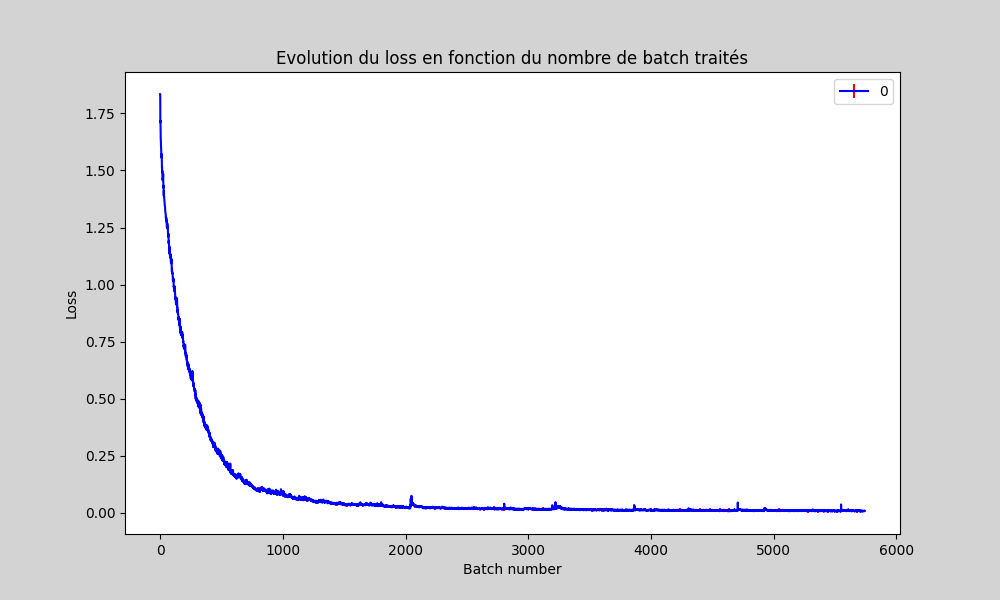 Evolution du loss en fonction du nombre de batch traités
0
Loss
1.75
1.50
1.25
1.00
0.75
0.50
0.25
0.00
0 1000 2000 3000 4000 5000 6000
Batch number